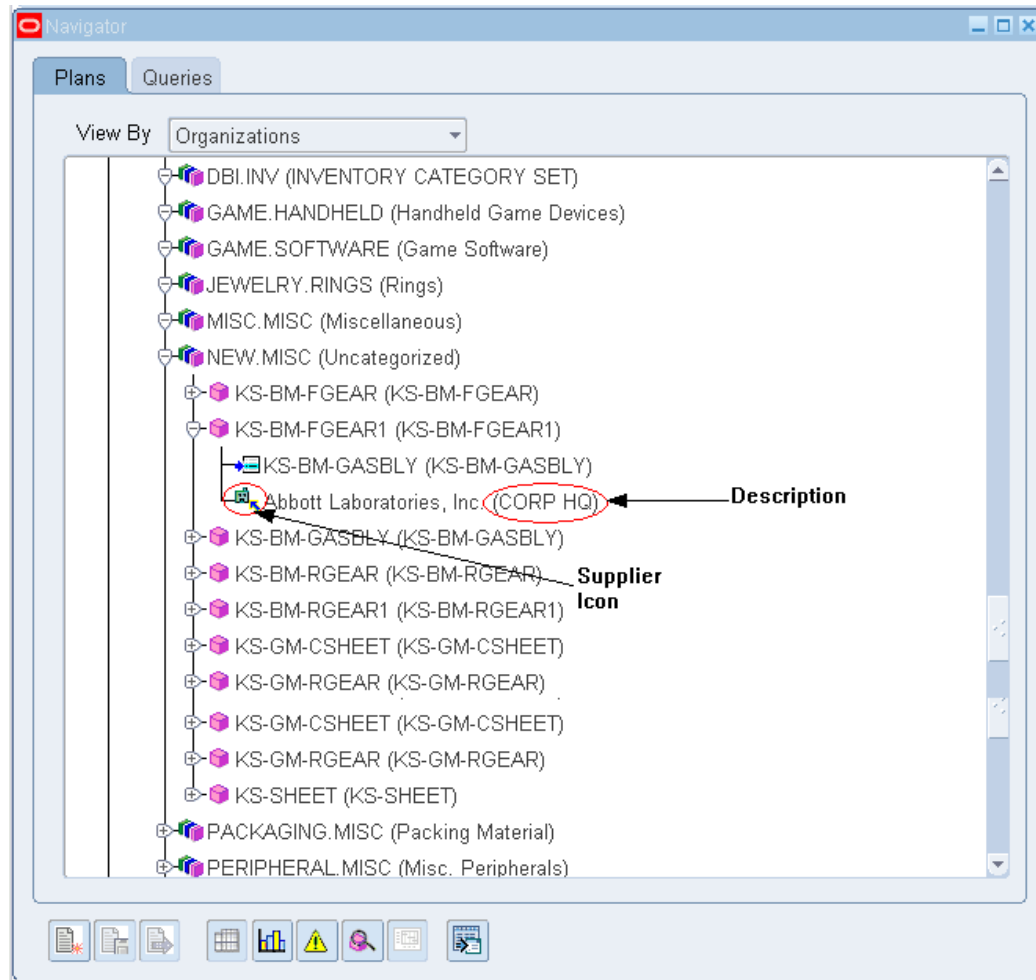 Navigator
Plans Queries
View By Organizations
DBI.INV (INVENTORY CATEGORY SET)
GAME.HANDHELD (Handheld Game Devices)
GAME.SOFTWARE (Game Software)
JEWELRY.RINGS (Rings)
MISC.MISC (Miscellaneous)
NEW.MISC (Uncategorized)
KS-BM-FGEAR (KS-BM-FGEAR)
KS-BM-FGEAR1 (KS-BM-FGEAR1)
KS-BM-GASBLY (KS-BM-GASBLY)
Abbott Laboratories, Inc. (CORP HQ) Description
KS-BM-GASBLY (KS-BM-GASBLY)
KS-BM-RGEAR (KS-BM-RGEAR) Supplier
Icon
KS-BM-RGEAR1 (KS-BM-RGEAR1)
KS-GM-CSHEET (KS-GM-CSHEET)
KS-GM-RGEAR (KS-GM-RGEAR)
KS-GM-CSHEET (KS-GM-CSHEET)
KS-GM-RGEAR (KS-GM-RGEAR)
KS-SHEET (KS-SHEET)
PACKAGING.MISC (Packing Material)
PERIPHERAL.MISC (Misc. Peripherals)